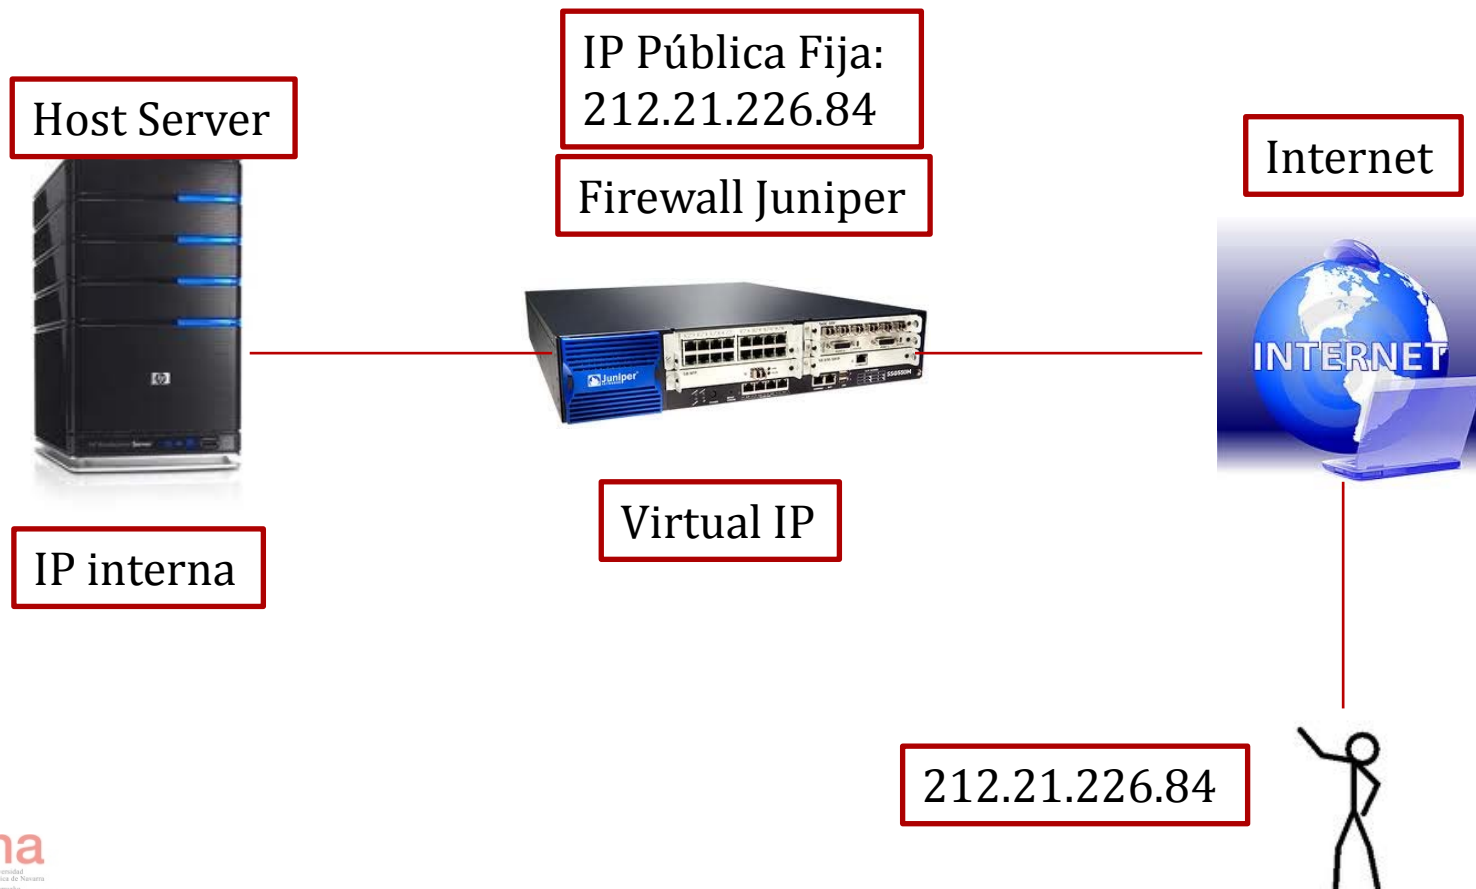 IP Pública Fija:
212.21.226.84
Host Server
Firewall Juniper
Internet
INTERNET
Juniper
SSG550M
Virtual IP
IP interna
212.21.226.84